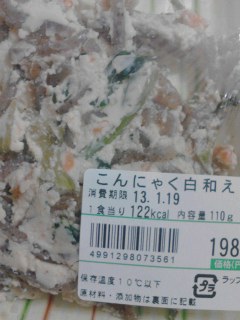 こんにゃく白和え
消費期限 13.1.19
1食当り 122kcal 内容量 110g
198
価格(
4991298073561
保存温度10℃以下 ラッ
原材料・添加物は裏面に記載